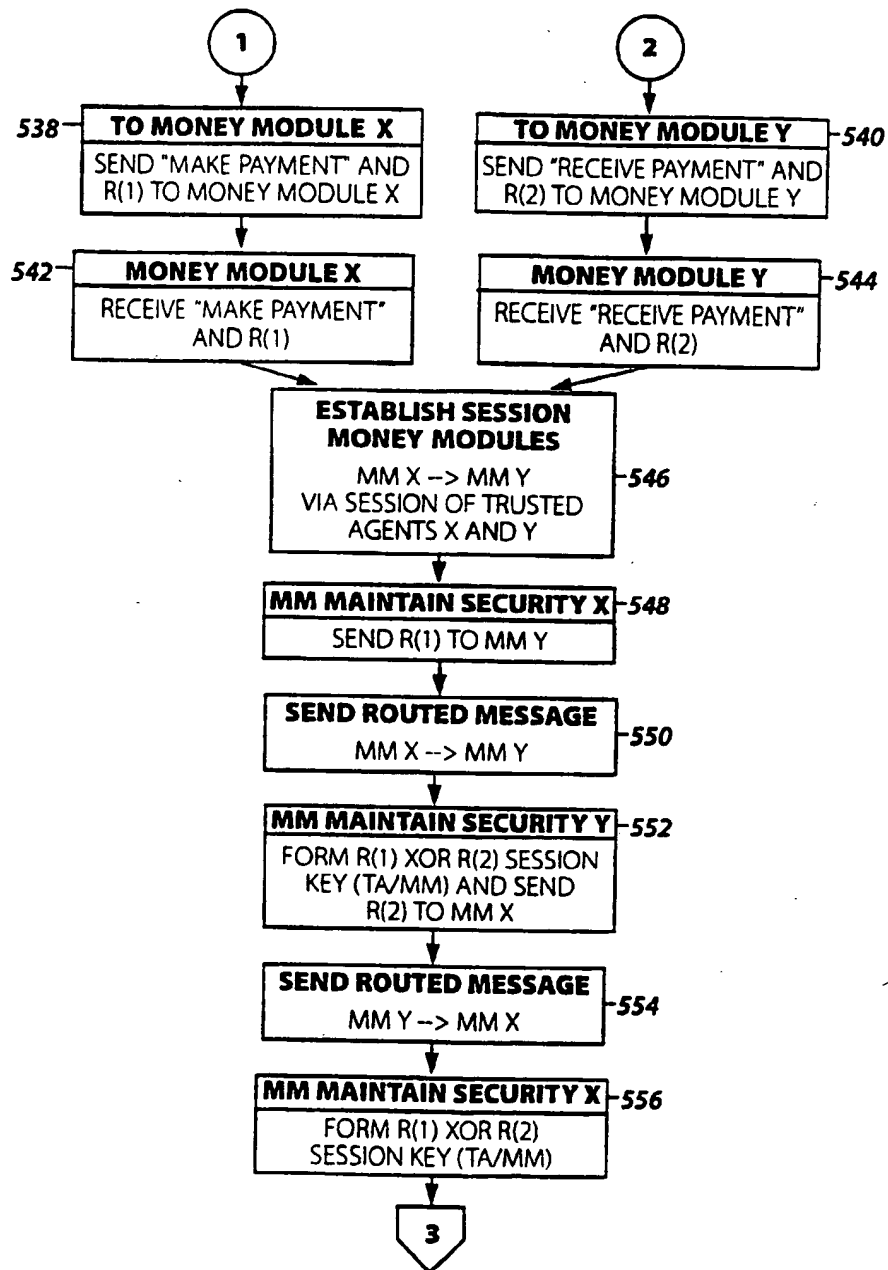 1
2
538
TO MONEY MODULE X
SEND "MAKE PAYMENT" AND
R(1) TO MONEY MODULE X
TO MONEY MODULE Y
540
SEND "RECEIVE PAYMENT" AND
R(2) TO MONEY MODULE Y
542
MONEY MODULE X
RECEIVE "MAKE PAYMENT"
AND R(1)
MONEY MODULE Y
544
RECEIVE "RECEIVE PAYMENT"
AND R(2)
ESTABLISH SESSION
MONEY MODULES
MM X --> MM Y
546
VIA SESSION OF TRUSTED
AGENTS X AND Y
MM MAINTAIN SECURITY X
548
SEND R(1) TO MM Y
SEND ROUTED MESSAGE
550
MM X --> MM Y
MM MAINTAIN SECURITY Y
552
FORM R(1) XOR R(2) SESSION
KEY (TA/MM) AND SEND
R(2) TO MM X
SEND ROUTED MESSAGE
554
MM Y --> MM X
MM MAINTAIN SECURITY X
556
FORM R(1) XOR R(2)
SESSION KEY (TA/MM)
3